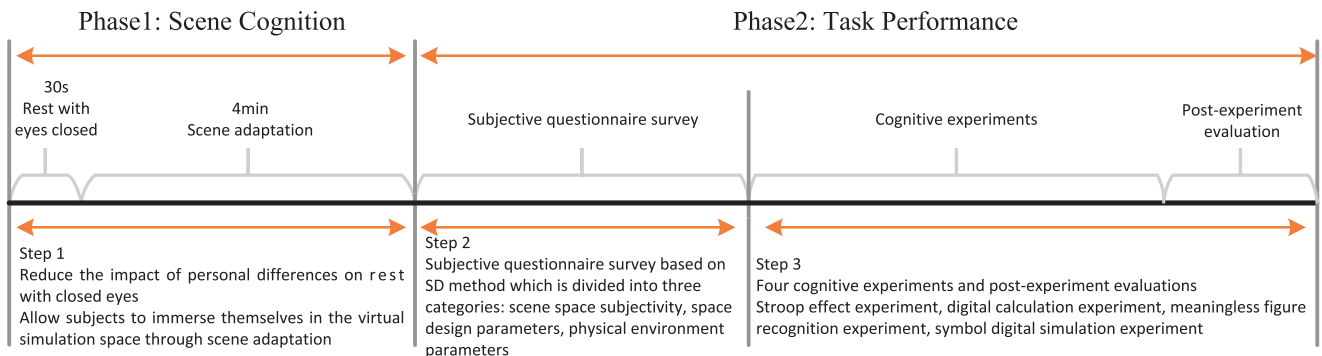 Phase1: Scene Cognition
Phase2: Task Performance
30s
Rest with
eyes closed
4min
Scene adaptation
Subjective questionnaire survey
Cognitive experiments
Post-experiment
evaluation
Step 1
Reduce the impact of personal differences on rest
with closed eyes
Allow subjects to immerse themselves in the virtual
simulation space through scene adaptation
Step 2
Subjective questionnaire survey based on
SD method which is divided into three
categories: scene space subjectivity, space
design parameters, physical environment
parameters
Step 3
Four cognitive experiments and post-experiment evaluations
Stroop effect experiment, digital calculation experiment, meaningless figure
recognition experiment, symbol digital simulation experiment